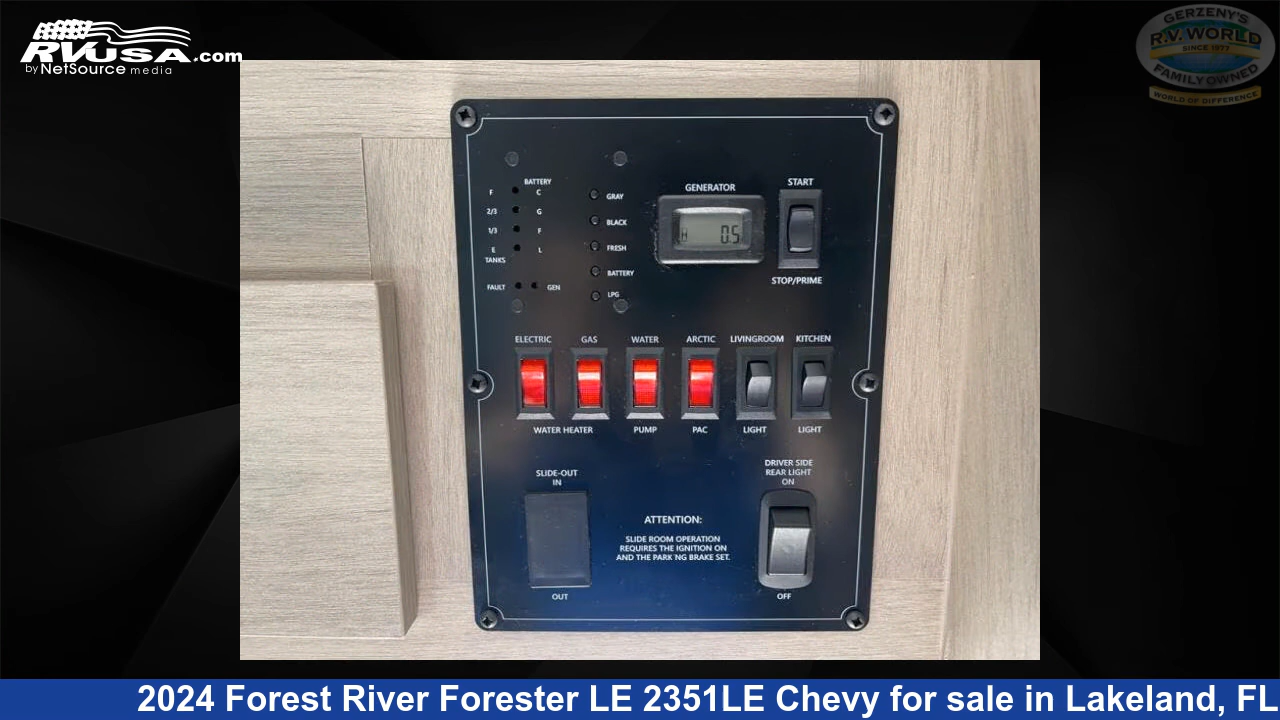 RVUSA.com
by NetSource media
GERZENY'S
R.V. WORLD
SINCE 1977
FAMILY OWNED
WORLD OF DIFFERENCE
BATTERY
F C
2/3 G
1/3 F
E L
TANKS
FAULT GEN
GRAY
BLACK
FRESH
BATTERY
LPG
GENERATOR
H 0.5
START
STOP/PRIME
ELECTRIC GAS WATER ARCTIC LIVINGROOM KITCHEN
WATER HEATER PUMP PAC LIGHT LIGHT
SLIDE-OUT
IN
OUT
ATTENTION:
SLIDE ROOM OPERATION
REQUIRES THE IGNITION ON
AND THE PARK'NG BRAKE SET.
DRIVER SIDE
REAR LIGHT
ON
OFF
2024 Forest River Forester LE 2351LE Chevy for sale in Lakeland, FL